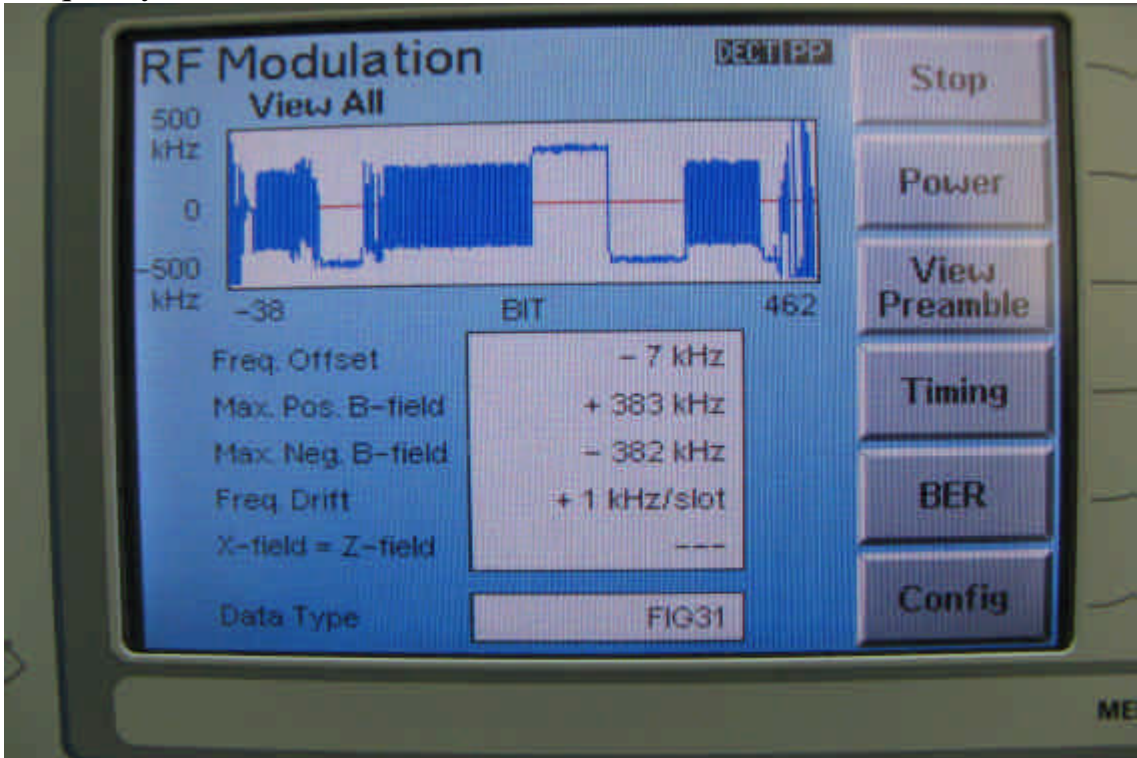 RF Modulation
DECT PP
View All
500
kHz
0
-500
kHz
-38
BIT
462
Freq. Offset
- 7 kHz
Max. Pos. B-field
+ 383 kHz
Max. Neg. B-field
- 382 kHz
Freq. Drift
+ 1 kHz/slot
X-field = Z-field
---
Data Type
FIG31
Stop
Power
View
Preamble
Timing
BER
Config